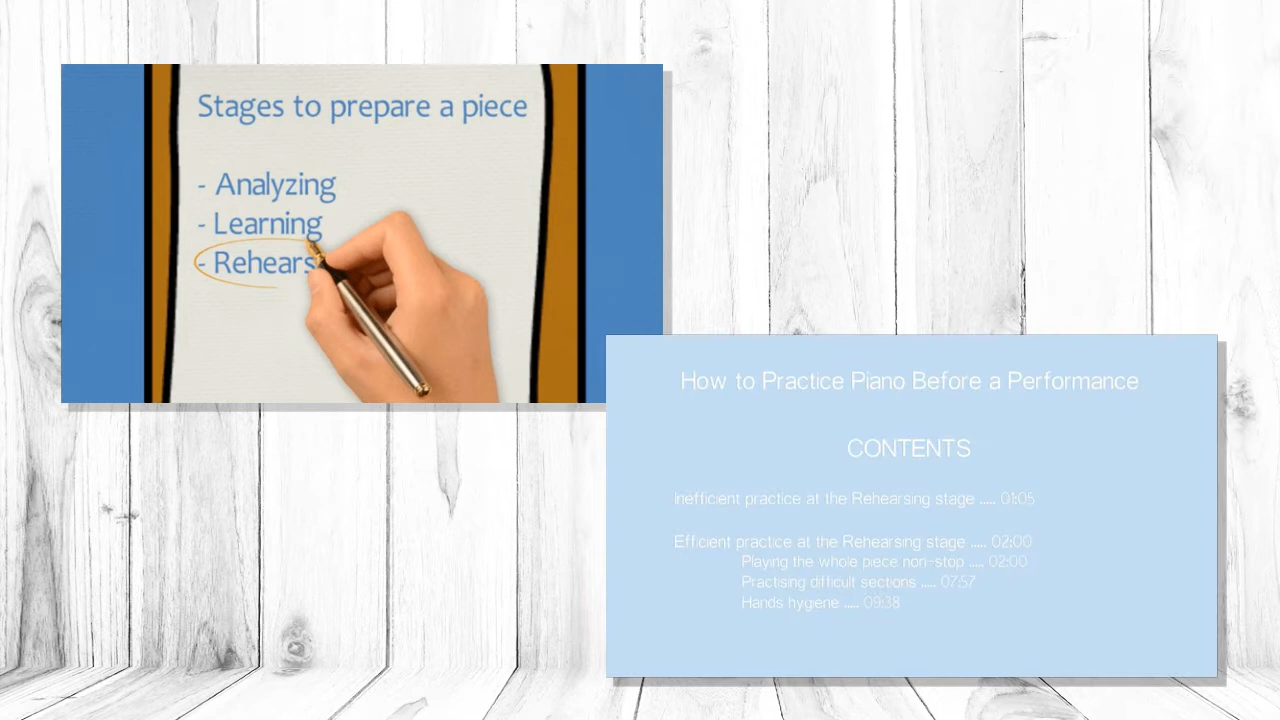 Stages to prepare a piece
- Analyzing
- Learning
- Rehears
How to Practice Piano Before a Performance
CONTENTS
Inefficient practice at the Rehearsing stage ..... 01:05
Efficient practice at the Rehearsing stage ..... 02:00
Playing the whole piece non-stop ..... 02:00
Practising difficult sections ..... 07:57
Hands hygiene ..... 09:38